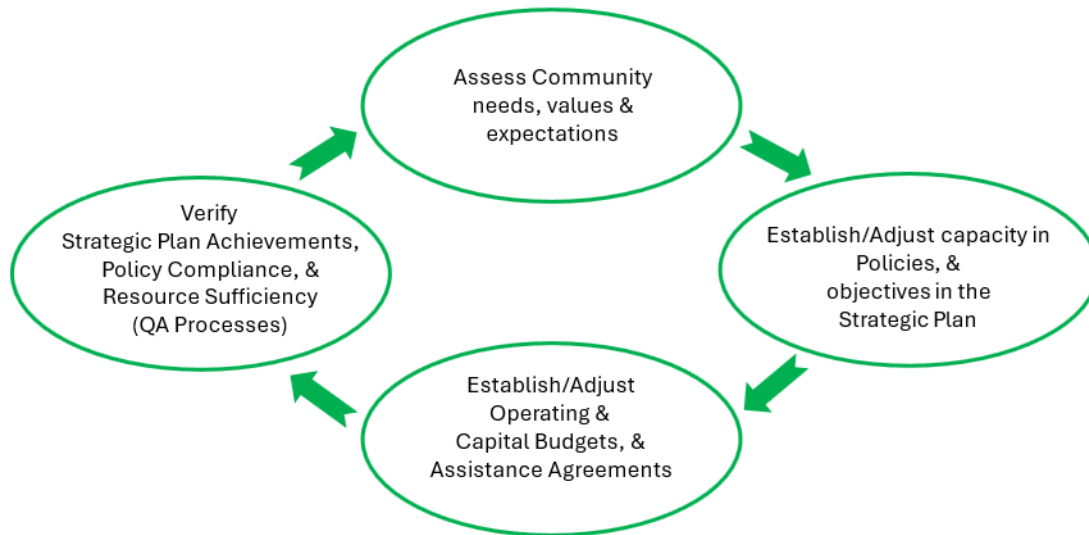 Assess Community
needs, values &
expectations
Establish/Adjust capacity in
Policies, &
objectives in the
Strategic Plan
Establish/Adjust
Operating &
Capital Budgets, &
Assistance Agreements
Verify
Strategic Plan Achievements,
Policy Compliance, &
Resource Sufficiency
(QA Processes)